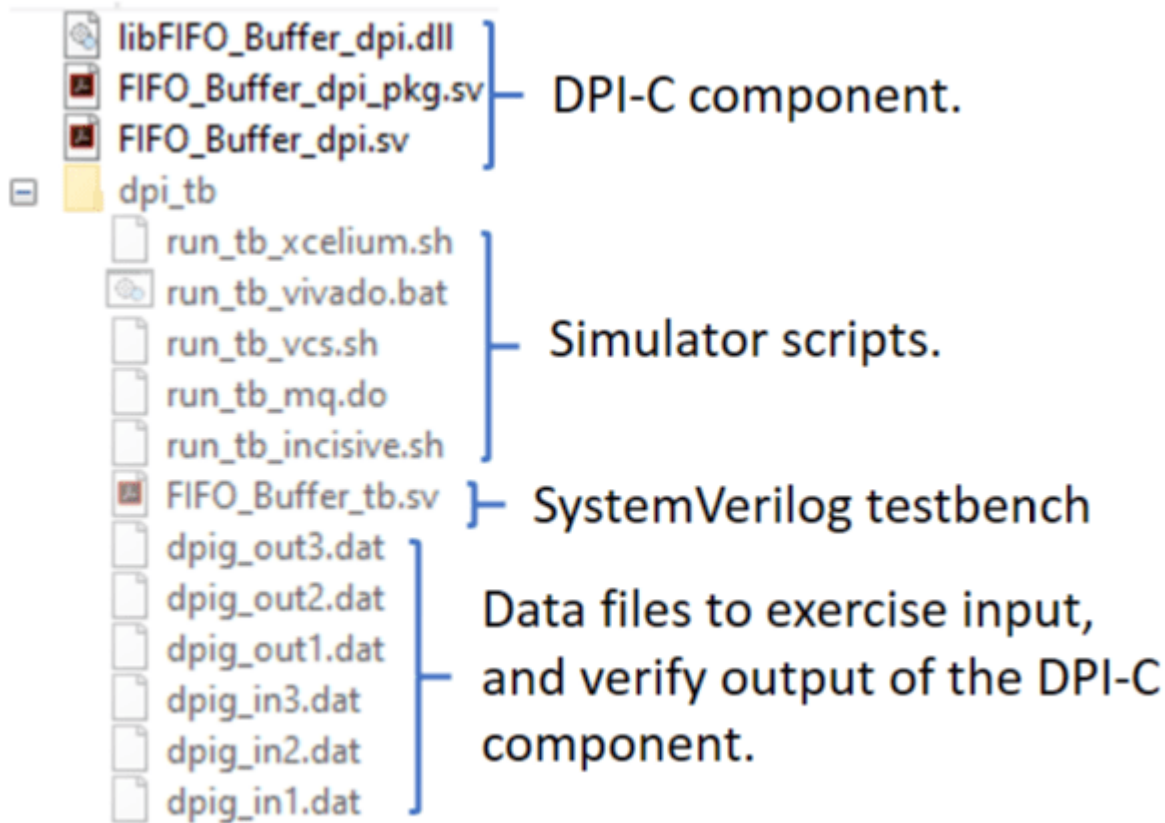 libFIFO_Buffer_dpi.dll
FIFO_Buffer_dpi_pkg.sv
FIFO_Buffer_dpi.sv
DPI-C component.
dpi_tb
run_tb_xcelium.sh
run_tb_vivado.bat
run_tb_vcs.sh
run_tb_mq.do
run_tb_incisive.sh
Simulator scripts.
FIFO_Buffer_tb.sv
SystemVerilog testbench
dpig_out3.dat
dpig_out2.dat
dpig_out1.dat
dpig_in3.dat
dpig_in2.dat
dpig_in1.dat
Data files to exercise input,
and verify output of the DPI-C
component.